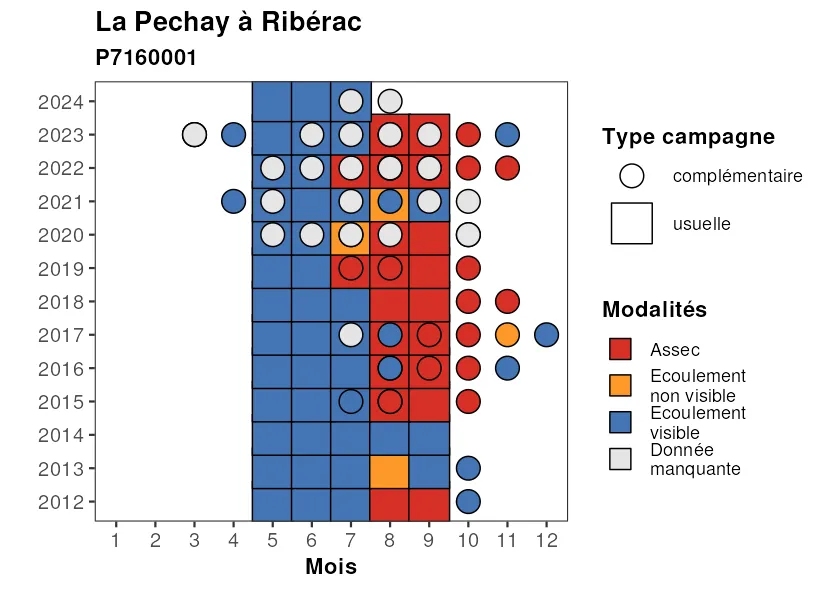 La Pechay à Ribérac
P7160001
2024
2023
2022
2021
2020
2019
2018
2017
2016
2015
2014
2013
2012
1 2 3 4 5 6 7 8 9 10 11 12
Mois
Type campagne
complémentaire
usuelle
Modalités
Assec
Ecoulement
non visible
Ecoulement
visible
Donnée
manquante